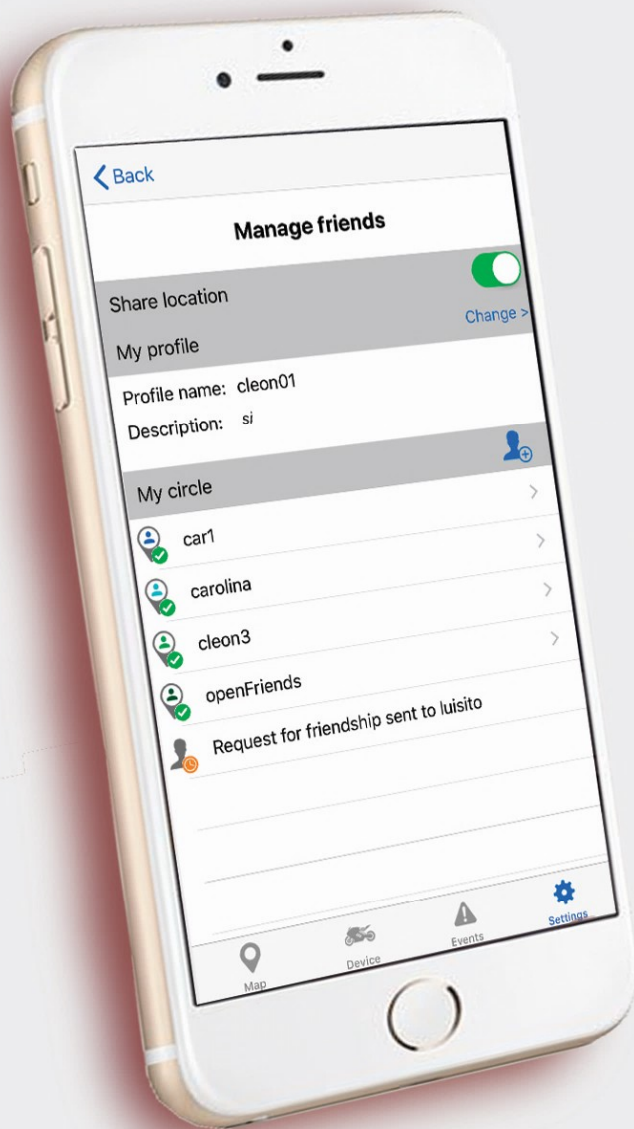 Back
Manage friends
Share location
My profile
Change >
Profile name: cleon01
Description: si
My circle
car1
carolina
cleon3
openFriends
Request for friendship sent to luisito
Map
Device
Events
Settings